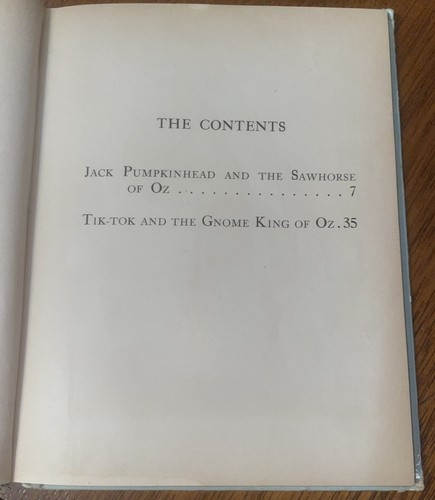 THE CONTENTS
JACK PUMPKINHEAD AND THE SAWHORSE
OF OZ . . . . . . . . . . . . . . . 7
TIK-TOK AND THE GNOME KING OF OZ . 35